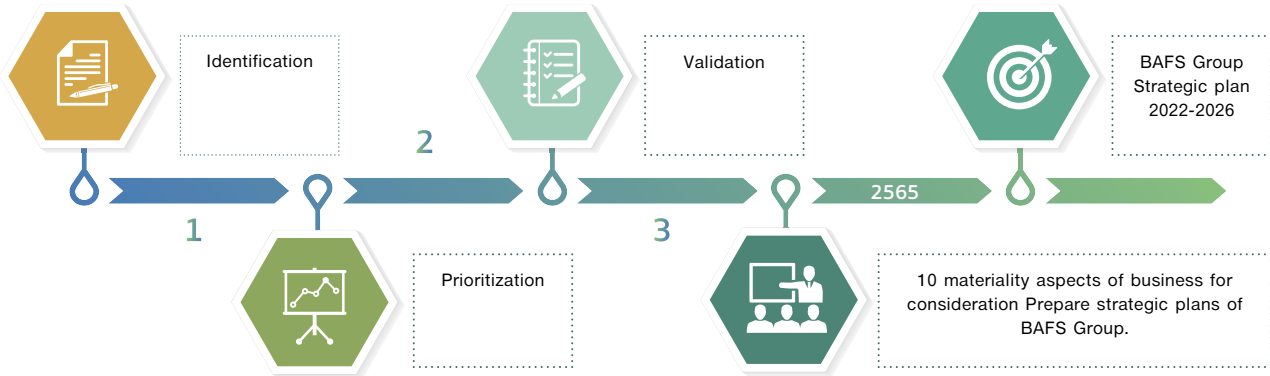 Identification
1
Prioritization
2
Validation
3
10 materiality aspects of business for
consideration Prepare strategic plans of
BAFS Group.
2565
BAFS Group
Strategic plan
2022-2026